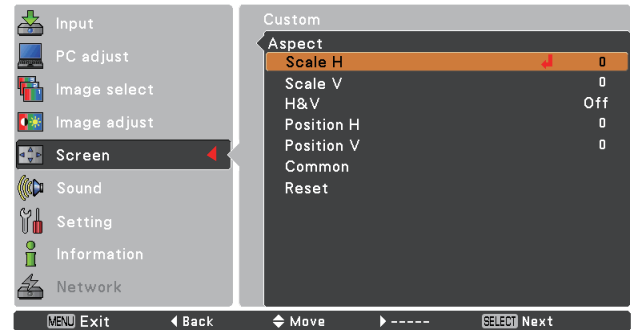 Input
PC adjust
Image select
Image adjust
Screen
Sound
Setting
Information
Network
Custom
Aspect
Scale H 0
Scale V 0
H&V Off
Position H 0
Position V 0
Common
Reset
MENU Exit Back Move ----- SELECT Next